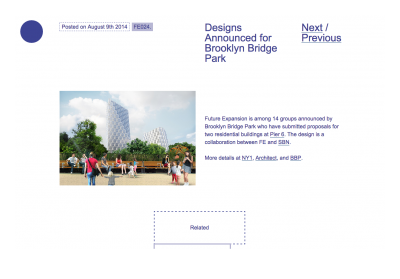 Posted on August 9th 2014 | FE024.
Designs
Announced for
Brooklyn Bridge
Park
Next /
Previous
Future Expansion is among 14 groups announced by
Brooklyn Bridge Park who have submitted proposals for
two residential buildings at Pier 6. The design is a
collaboration between FE and SBN.
More details at NY1, Architect, and BBP.
Related